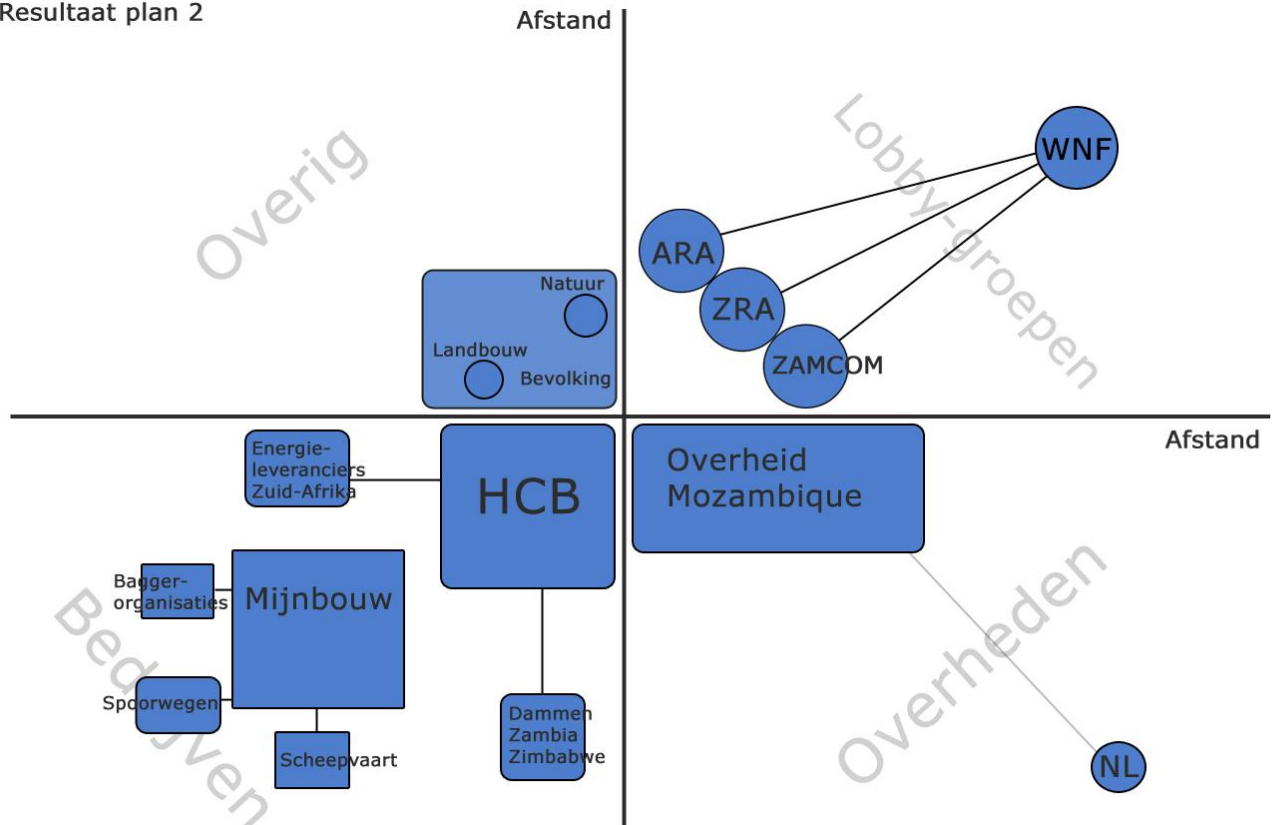 Resultaat plan 2
Afstand
Overig
Lobby-groepen
WNF
ARA
ZRA
ZAMCOM
Natuur
Landbouw
Bevolking
Afstand
Energie-
leveranciers
Zuid-Afrika
HCB
Overheid
Mozambique
Bagger-
organisaties
Mijnbouw
Spoorwegen
Scheepvaart
Bedrijven
Dammen
Zambia
Zimbabwe
Overheden
NL